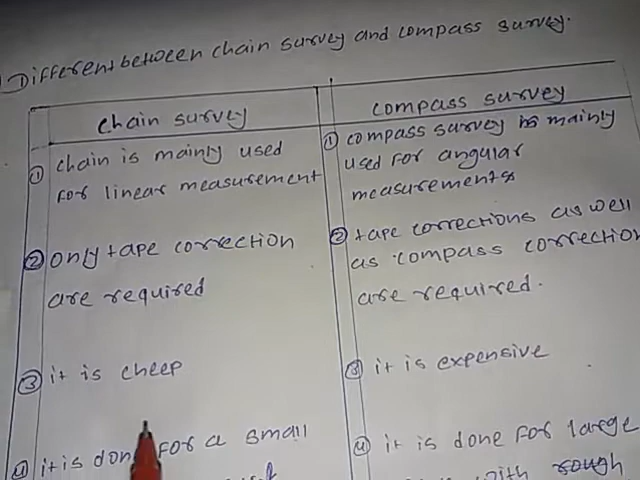 Different between chain survey and compass survey.
chain survey
compass survey
① chain is mainly used
for linear measurement
① compass survey is mainly
used for angular
measurements
② only tape correction
are required
② tape corrections as well
as compass correction
are required.
③ it is cheep
③ it is expensive
④ it is done for a small
④ it is done for large
with rough